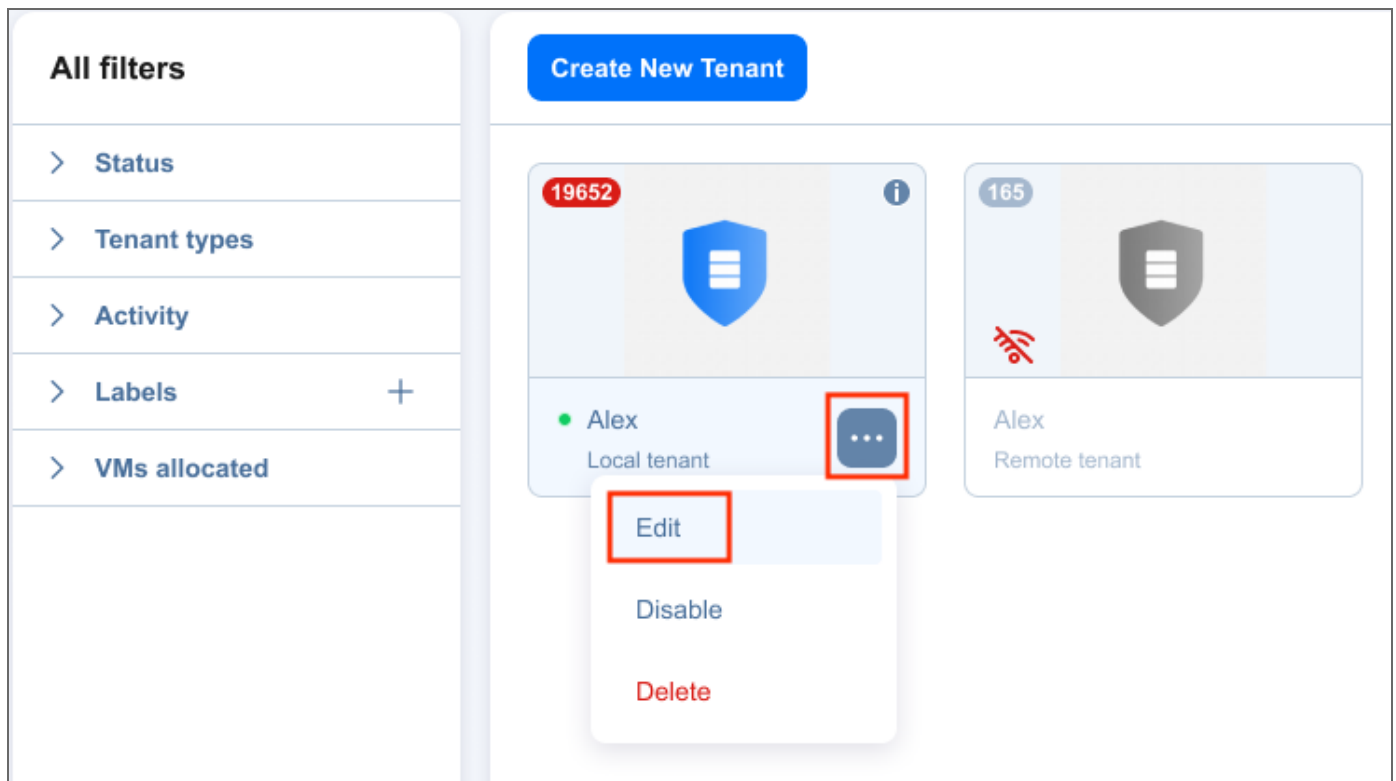 All filters
Status
Tenant types
Activity
Labels
VMs allocated
Create New Tenant
19652
Alex
Local tenant
Edit
Disable
Delete
165
Alex
Remote tenant